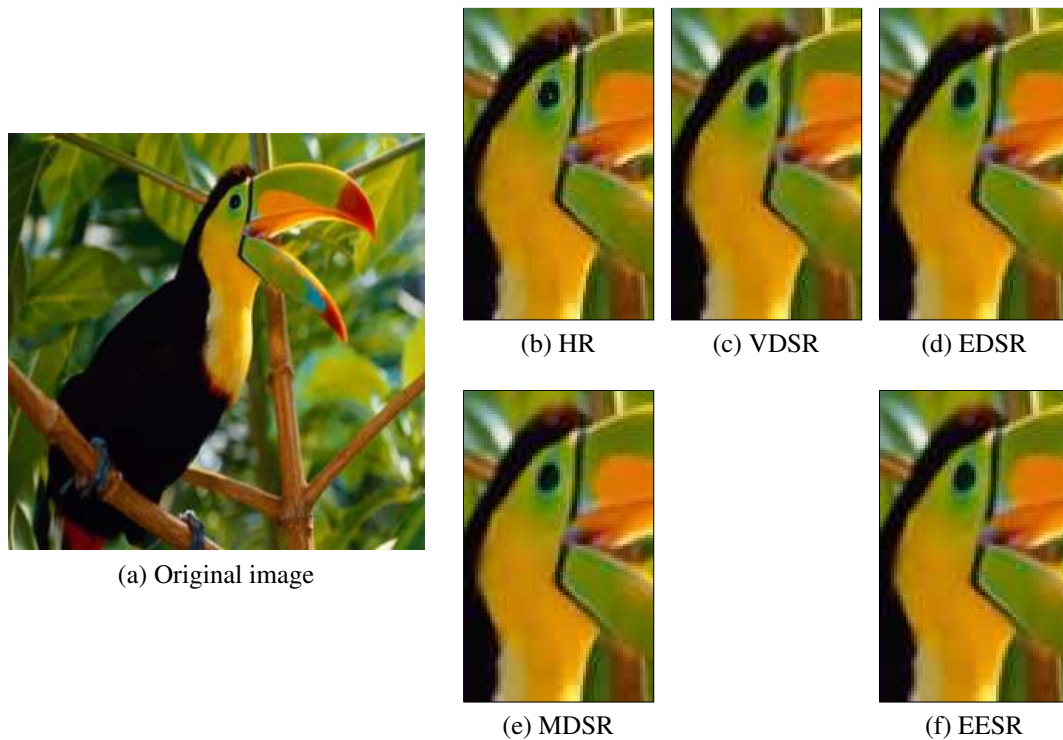 (b) HR
(c) VDSR
(d) EDSR
(a) Original image
(e) MDSR
(f) EESR